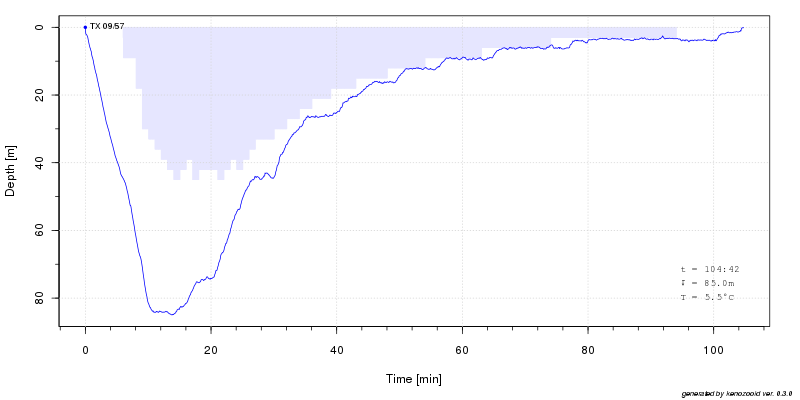 TX 09/57
0
20
40
60
80
Depth [m]
t = 104:42
= 85.0m
T = 5.5°C
0
20
40
60
80
100
Time [min]
generated by kenozooid ver. 0.3.0